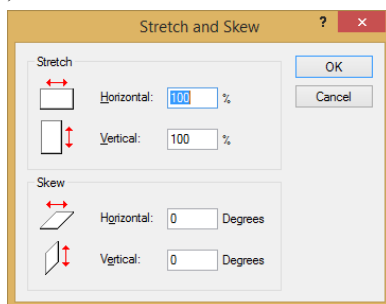 Stretch and Skew ? ×
Stretch
OK
Horizontal: 100 %
Cancel
Vertical: 100 %
Skew
Horizontal: 0 Degrees
Vertical: 0 Degrees